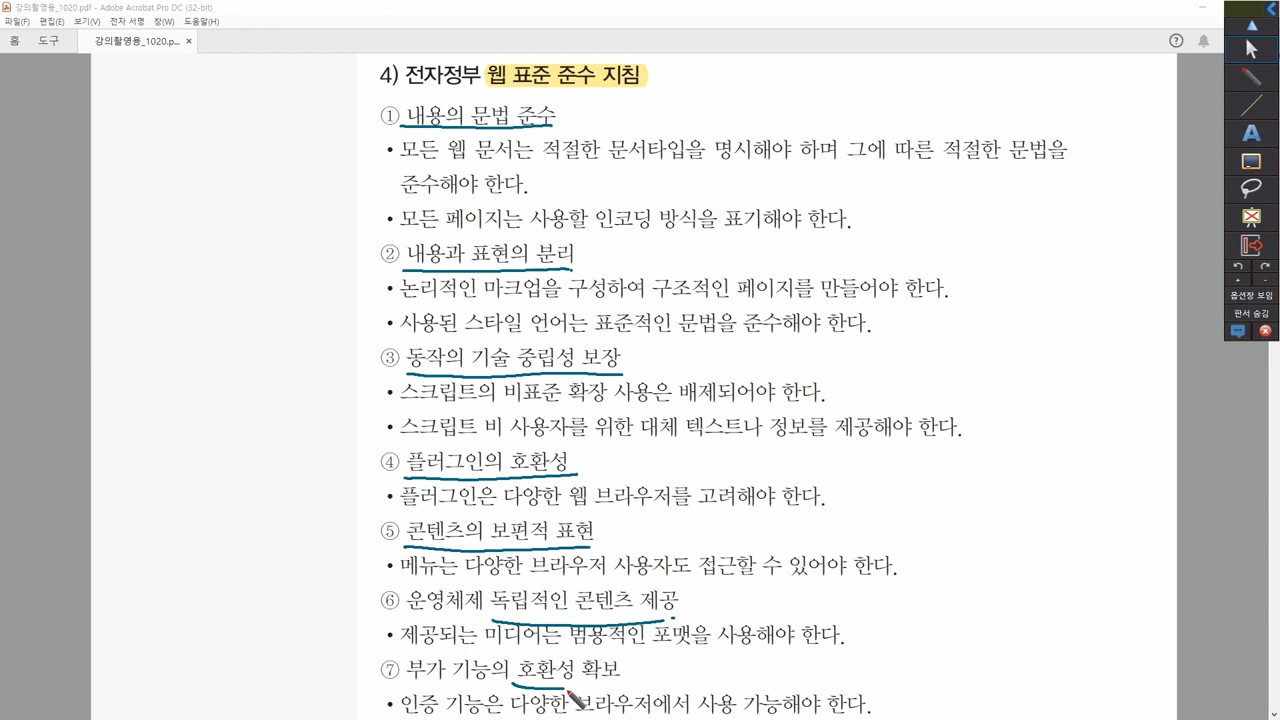 강의촬영용_1020.pdf - Adobe Acrobat Pro DC (32-bit)
파일(F) 편집(E) 보기(V) 전자 서명 창(W) 도움말(H)
홈 도구 강의촬영용_1020.p... ×
4) 전자정부 웹 표준 준수 지침
① 내용의 문법 준수
• 모든 웹 문서는 적절한 문서타입을 명시해야 하며 그에 따른 적절한 문법을
준수해야 한다.
• 모든 페이지는 사용할 인코딩 방식을 표기해야 한다.
② 내용과 표현의 분리
• 논리적인 마크업을 구성하여 구조적인 페이지를 만들어야 한다.
• 사용된 스타일 언어는 표준적인 문법을 준수해야 한다.
③ 동작의 기술 중립성 보장
• 스크립트의 비표준 확장 사용은 배제되어야 한다.
• 스크립트 비 사용자를 위한 대체 텍스트나 정보를 제공해야 한다.
④ 플러그인의 호환성
• 플러그인은 다양한 웹 브라우저를 고려해야 한다.
⑤ 콘텐츠의 보편적 표현
• 메뉴는 다양한 브라우저 사용자도 접근할 수 있어야 한다.
⑥ 운영체제 독립적인 콘텐츠 제공
• 제공되는 미디어는 범용적인 포맷을 사용해야 한다.
⑦ 부가 기능의 호환성 확보
• 인증 기능은 다양한 브라우저에서 사용 가능해야 한다.
옵션창 보임
판서 숨김